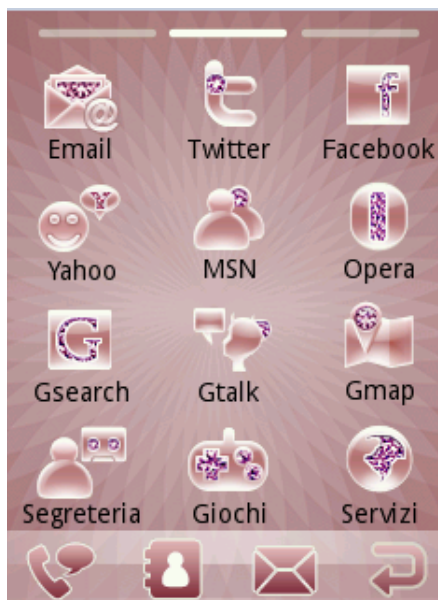 Email Twitter Facebook
Yahoo MSN Opera
Gsearch Gtalk Gmap
Segreteria Giochi Servizi